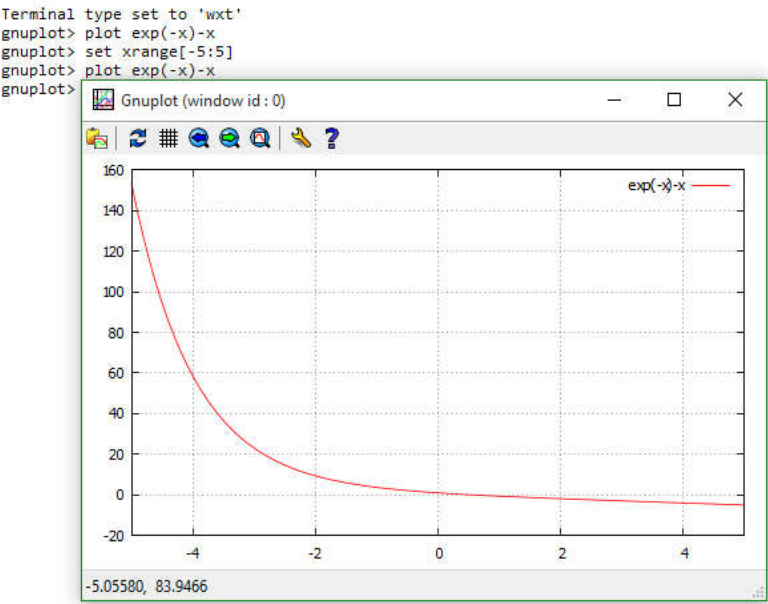 Terminal type set to 'wxt'
gnuplot> plot exp(-x)-x
gnuplot> set xrange[-5:5]
gnuplot> plot exp(-x)-x
gnuplot>
Gnuplot (window id : 0)
exp(-x)-x
160
140
120
100
80
60
40
20
0
-20
-4 -2 0 2 4
-5.05580, 83.9466